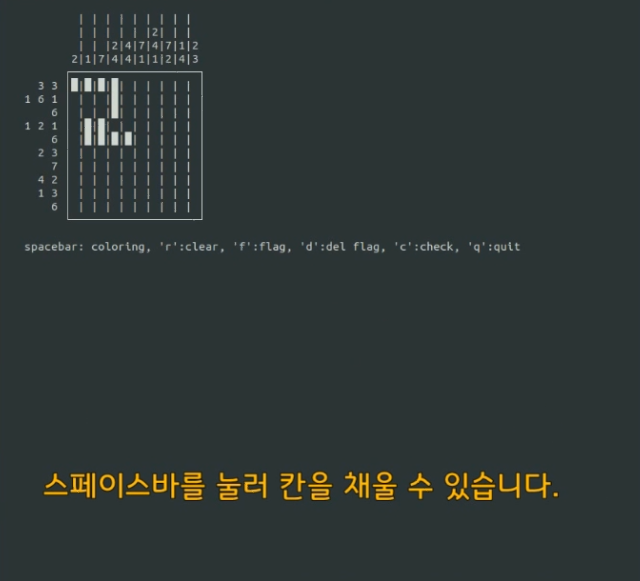 | | | | | | | | |
| | | | | |2| | |
| | |2|4|7|4|7|1|2
2|1|7|4|4|1|1|2|4|3
3 3
1 6 1
6
1 2 1
6
2 3
7
4 2
1 3
6
spacebar: coloring, 'r':clear, 'f':flag, 'd':del flag, 'c':check, 'q':quit
스페이스바를 눌러 칸을 채울 수 있습니다.